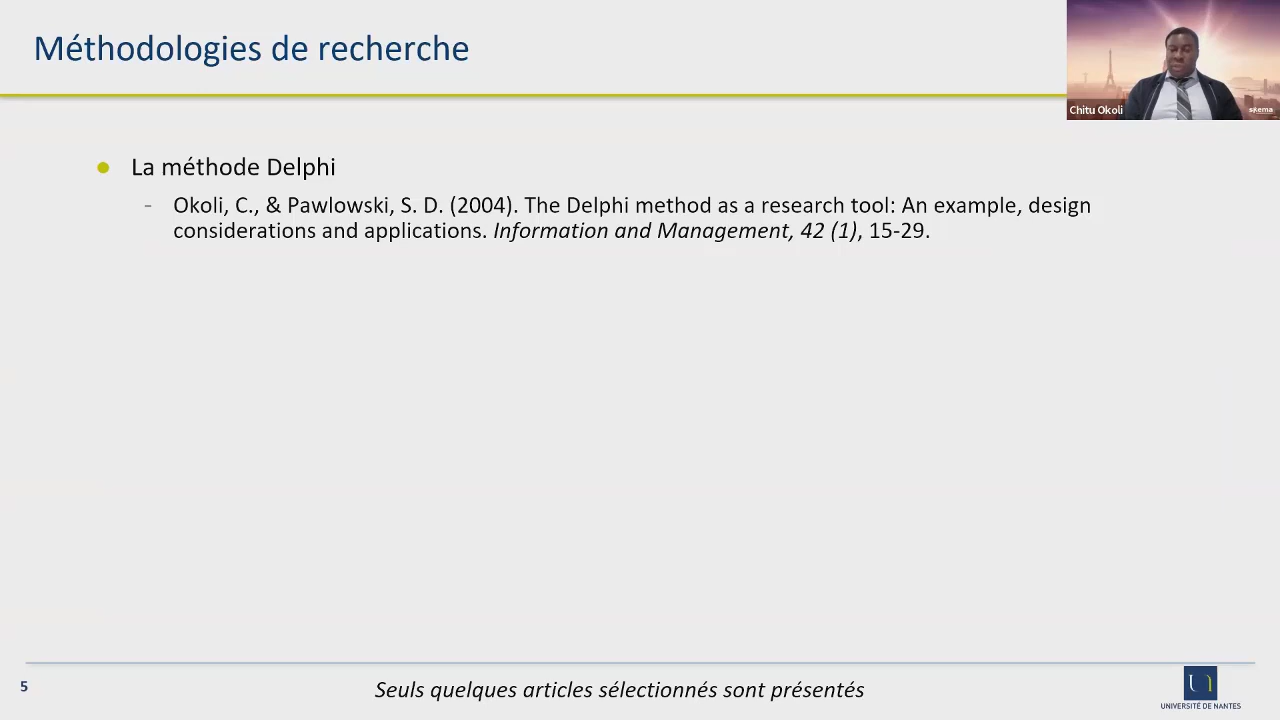 Méthodologies de recherche
Chitu Okoli
skema
● La méthode Delphi
- Okoli, C., & Pawlowski, S. D. (2004). The Delphi method as a research tool: An example, design
considerations and applications. Information and Management, 42 (1), 15-29.
5
Seuls quelques articles sélectionnés sont présentés
UNIVERSITÉ DE NANTES